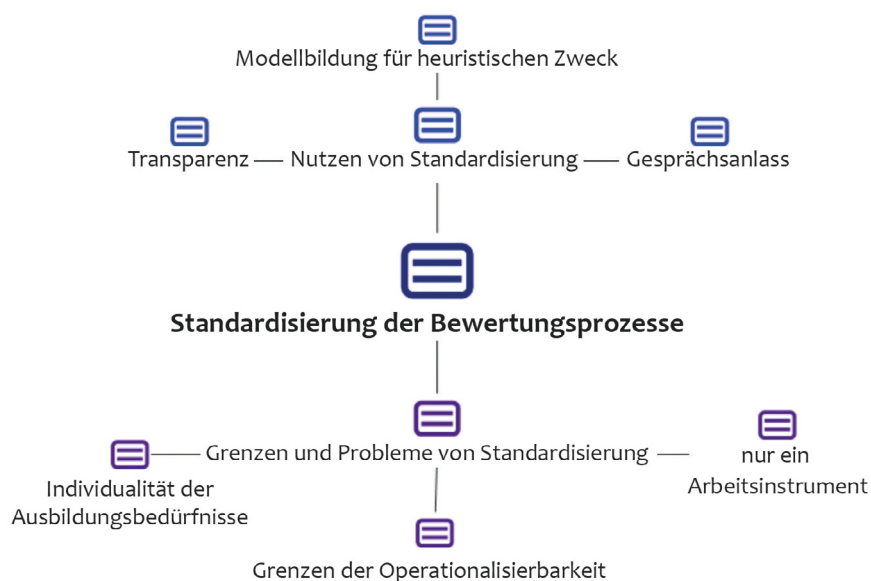 Modellbildung für heuristischen Zweck
Transparenz
Nutzen von Standardisierung
Gesprächsanlass
Standardisierung der Bewertungsprozesse
Grenzen und Probleme von Standardisierung
Individualität der
Ausbildungsbedürfnisse
nur ein
Arbeitsinstrument
Grenzen der Operationalisierbarkeit